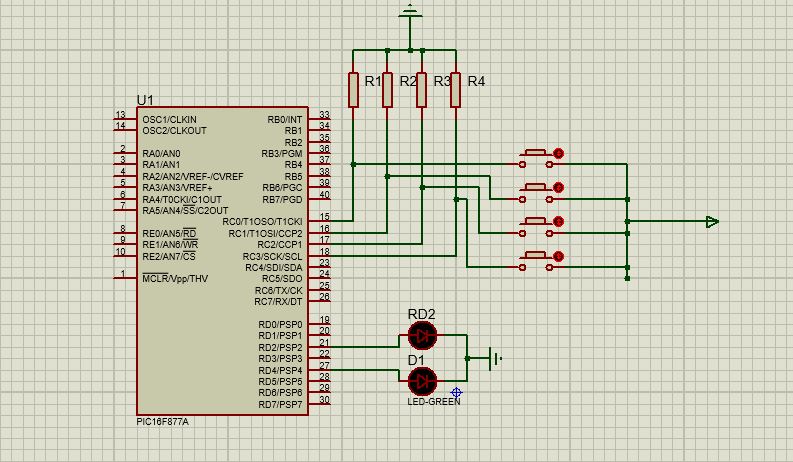 R1 R2 R3 R4
U1
13 OSC1/CLKIN RB0/INT 33
14 OSC2/CLKOUT RB1 34
RB2 35
2 RA0/AN0 RB3/PGM 36
3 RA1/AN1 RB4 37
4 RA2/AN2/VREF-/CVREF RB5 38
5 RA3/AN3/VREF+ RB6/PGC 39
6 RA4/T0CKI/C1OUT RB7/PGD 40
7 RA5/AN4/SS/C2OUT
RC0/T1OSO/T1CKI 15
8 RE0/AN5/RD RC1/T1OSI/CCP2 16
9 RE1/AN6/WR RC2/CCP1 17
10 RE2/AN7/CS RC3/SCK/SCL 18
RC4/SDI/SDA 23
1 MCLR/Vpp/THV RC5/SDO 24
RC6/TX/CK 25
RC7/RX/DT 26
RD0/PSP0 19
RD1/PSP1 20
RD2/PSP2 21
RD3/PSP3 22
RD4/PSP4 27
RD5/PSP5 28
RD6/PSP6 29
RD7/PSP7 30
PIC16F877A
RD2
D1
LED-GREEN